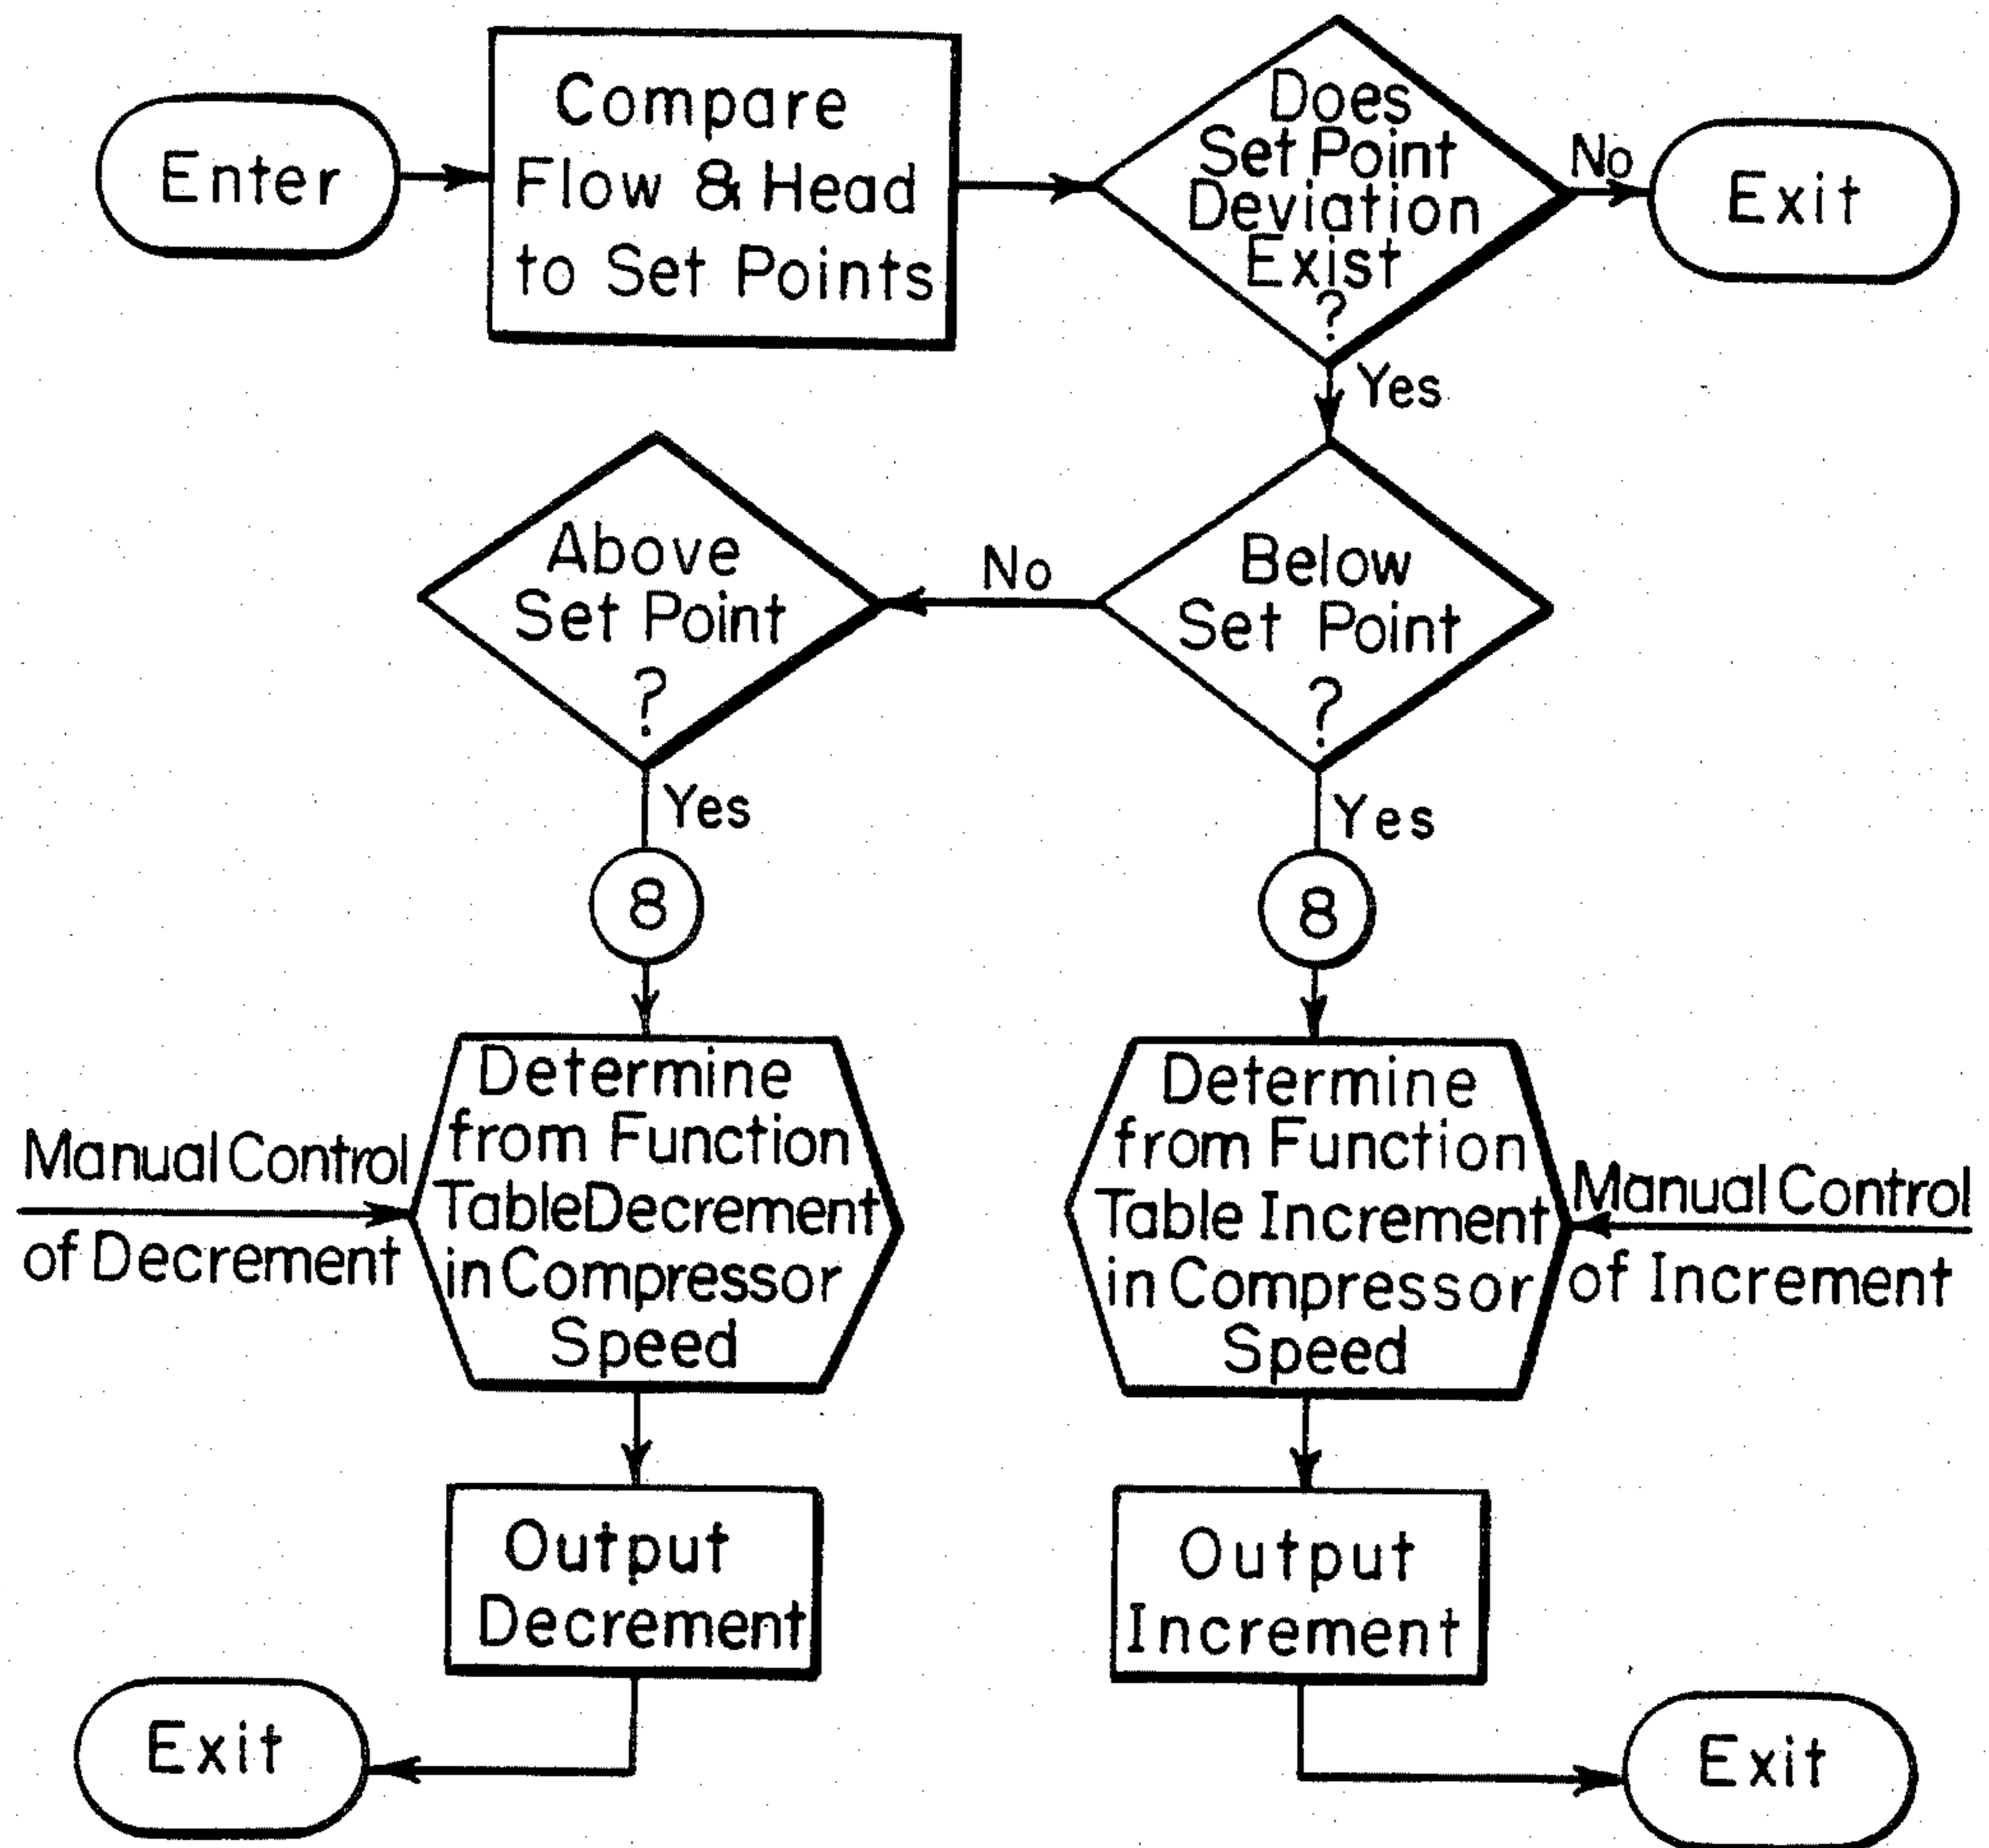 Enter
Compare
Flow & Head
to Set Points
Does
Set Point
Deviation
Exist
?
No
Exit
Yes
Below
Set Point
?
No
Above
Set Point
?
Yes
Yes
8
8
Manual Control
of Decrement
Determine
from Function
Table Decrement
in Compressor
Speed
Determine
from Function
Table Increment
in Compressor
Speed
Manual Control
of Increment
Output
Decrement
Output
Increment
Exit
Exit